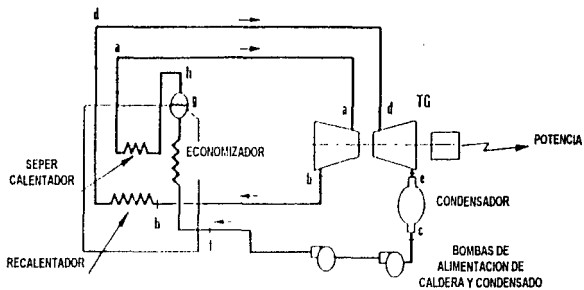 d
a
h
g
a
d
TG
ECONOMIZADOR
POTENCIA
SEPER
CALENTADOR
b
e
CONDENSADOR
b
c
f
RECALENTADOR
BOMBAS DE
ALIMENTACION DE
CALDERA Y CONDENSADO